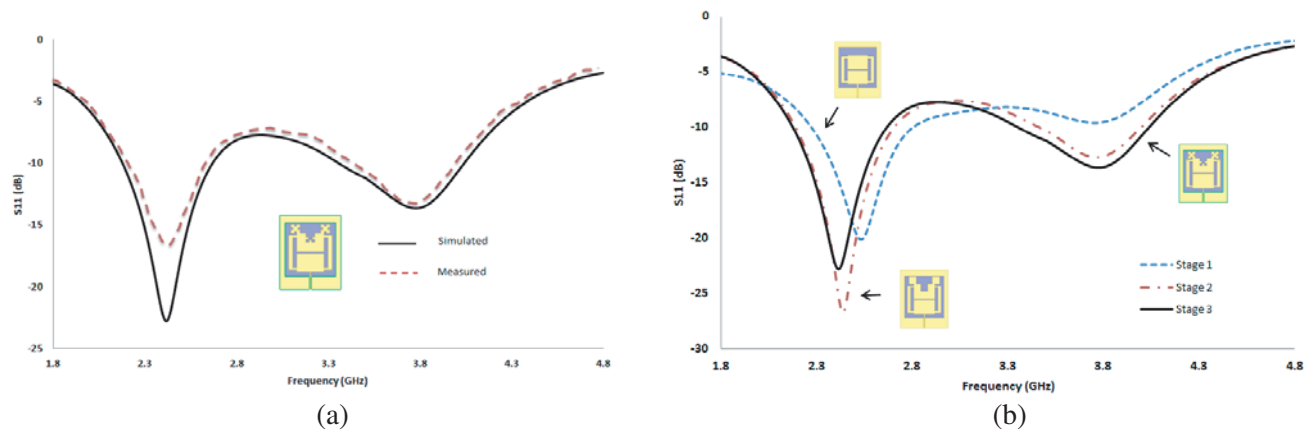 0
-5
-10
-15
-20
-25
S11 (dB)
1.8 2.3 2.8 3.3 3.8 4.3 4.8
Frequency (GHz)
Simulated
Measured
(a)
0
-5
-10
-15
-20
-25
-30
S11 (dB)
1.8 2.3 2.8 3.3 3.8 4.3 4.8
Frequency (GHz)
Stage 1
Stage 2
Stage 3
(b)